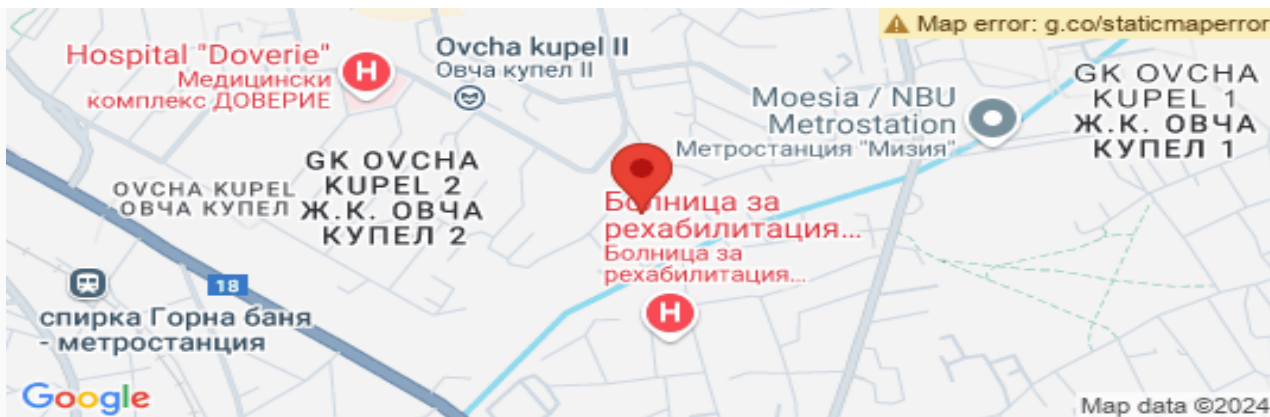 Map error: g.co/staticmaperror
Hospital "Doverie"
Медицински
комплекс ДОВЕРИЕ
Ovcha kupel II
Овча купел II
Moesia / NBU
Metrostation
Метростанция "Мизия"
GK OVCHA
KUPEL 1
Ж.К. ОВЧА
КУПЕЛ 1
OVCHA KUPEL
ОВЧА КУПЕЛ
GK OVCHA
KUPEL 2
Ж.К. ОВЧА
КУПЕЛ 2
Болница за
рехабилитация...
Болница за
рехабилитация...
H
H
18
спирка Горна баня
- метростанция
Google
Map data ©2024